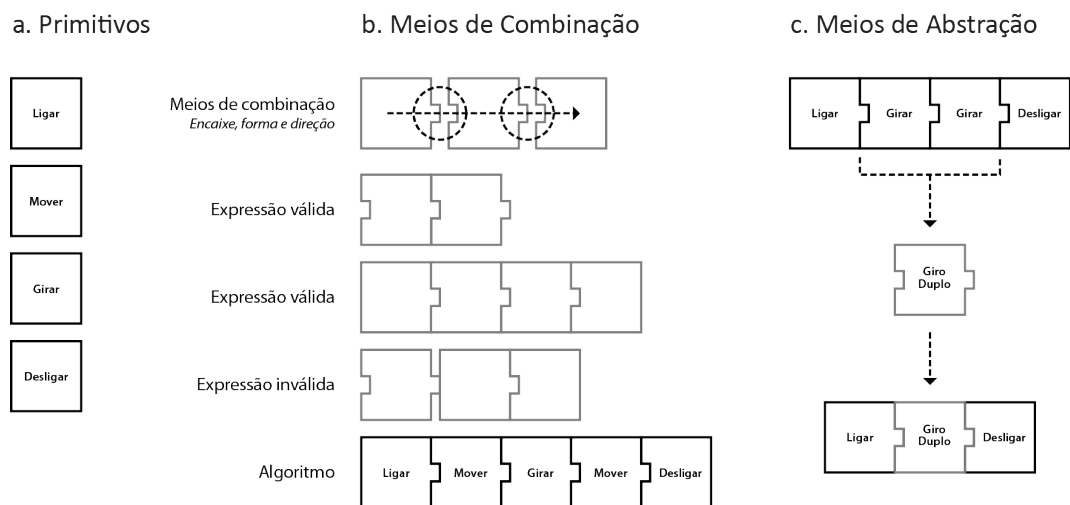 a. Primitivos
Ligar
Mover
Girar
Desligar
b. Meios de Combinação
Meios de combinação
Encaixe, forma e direção
Expressão válida
Expressão válida
Expressão inválida
Algoritmo
Ligar Mover Girar Mover Desligar
c. Meios de Abstração
Ligar Girar Girar Desligar
Giro
Duplo
Ligar Giro Duplo Desligar